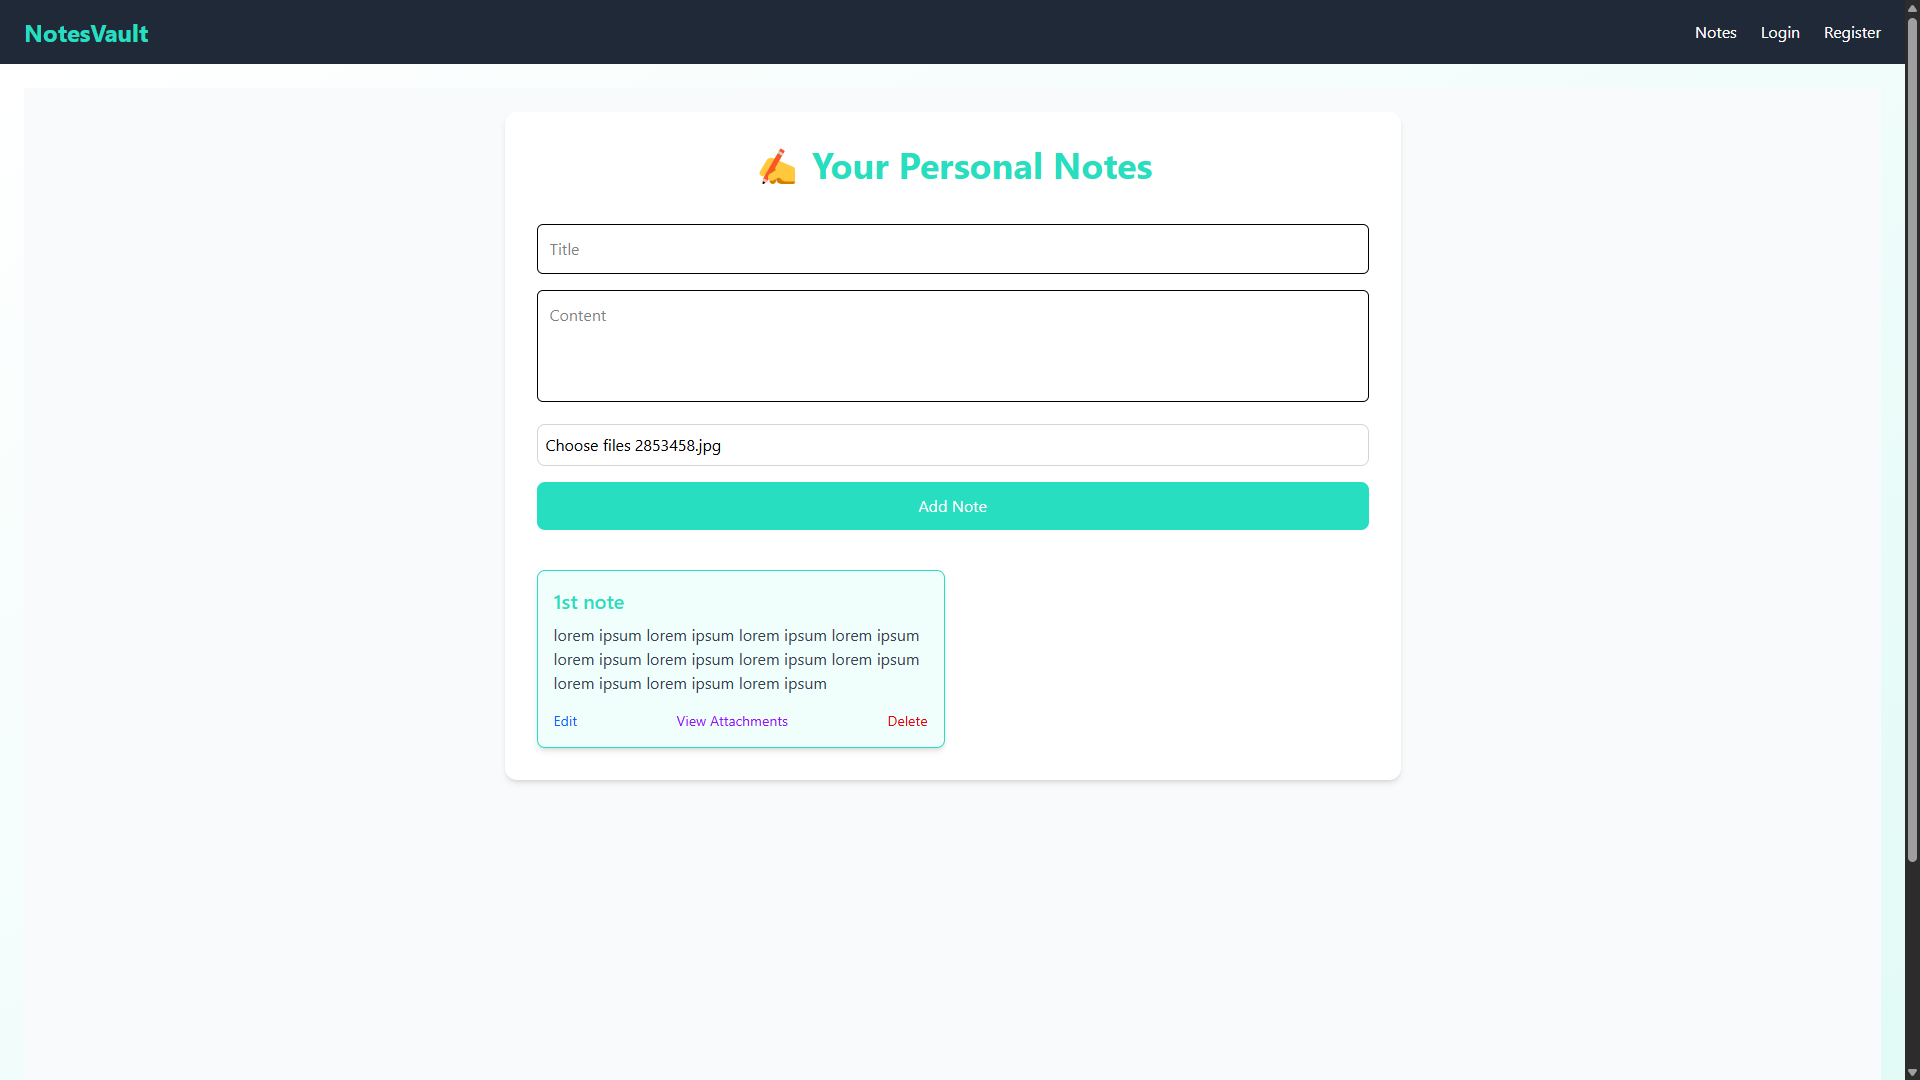 NotesVault
Notes Login Register
✍️ Your Personal Notes
Title
Content
Choose files 2853458.jpg
Add Note
1st note
lorem ipsum lorem ipsum lorem ipsum lorem ipsum
lorem ipsum lorem ipsum lorem ipsum lorem ipsum
lorem ipsum lorem ipsum lorem ipsum
Edit View Attachments Delete